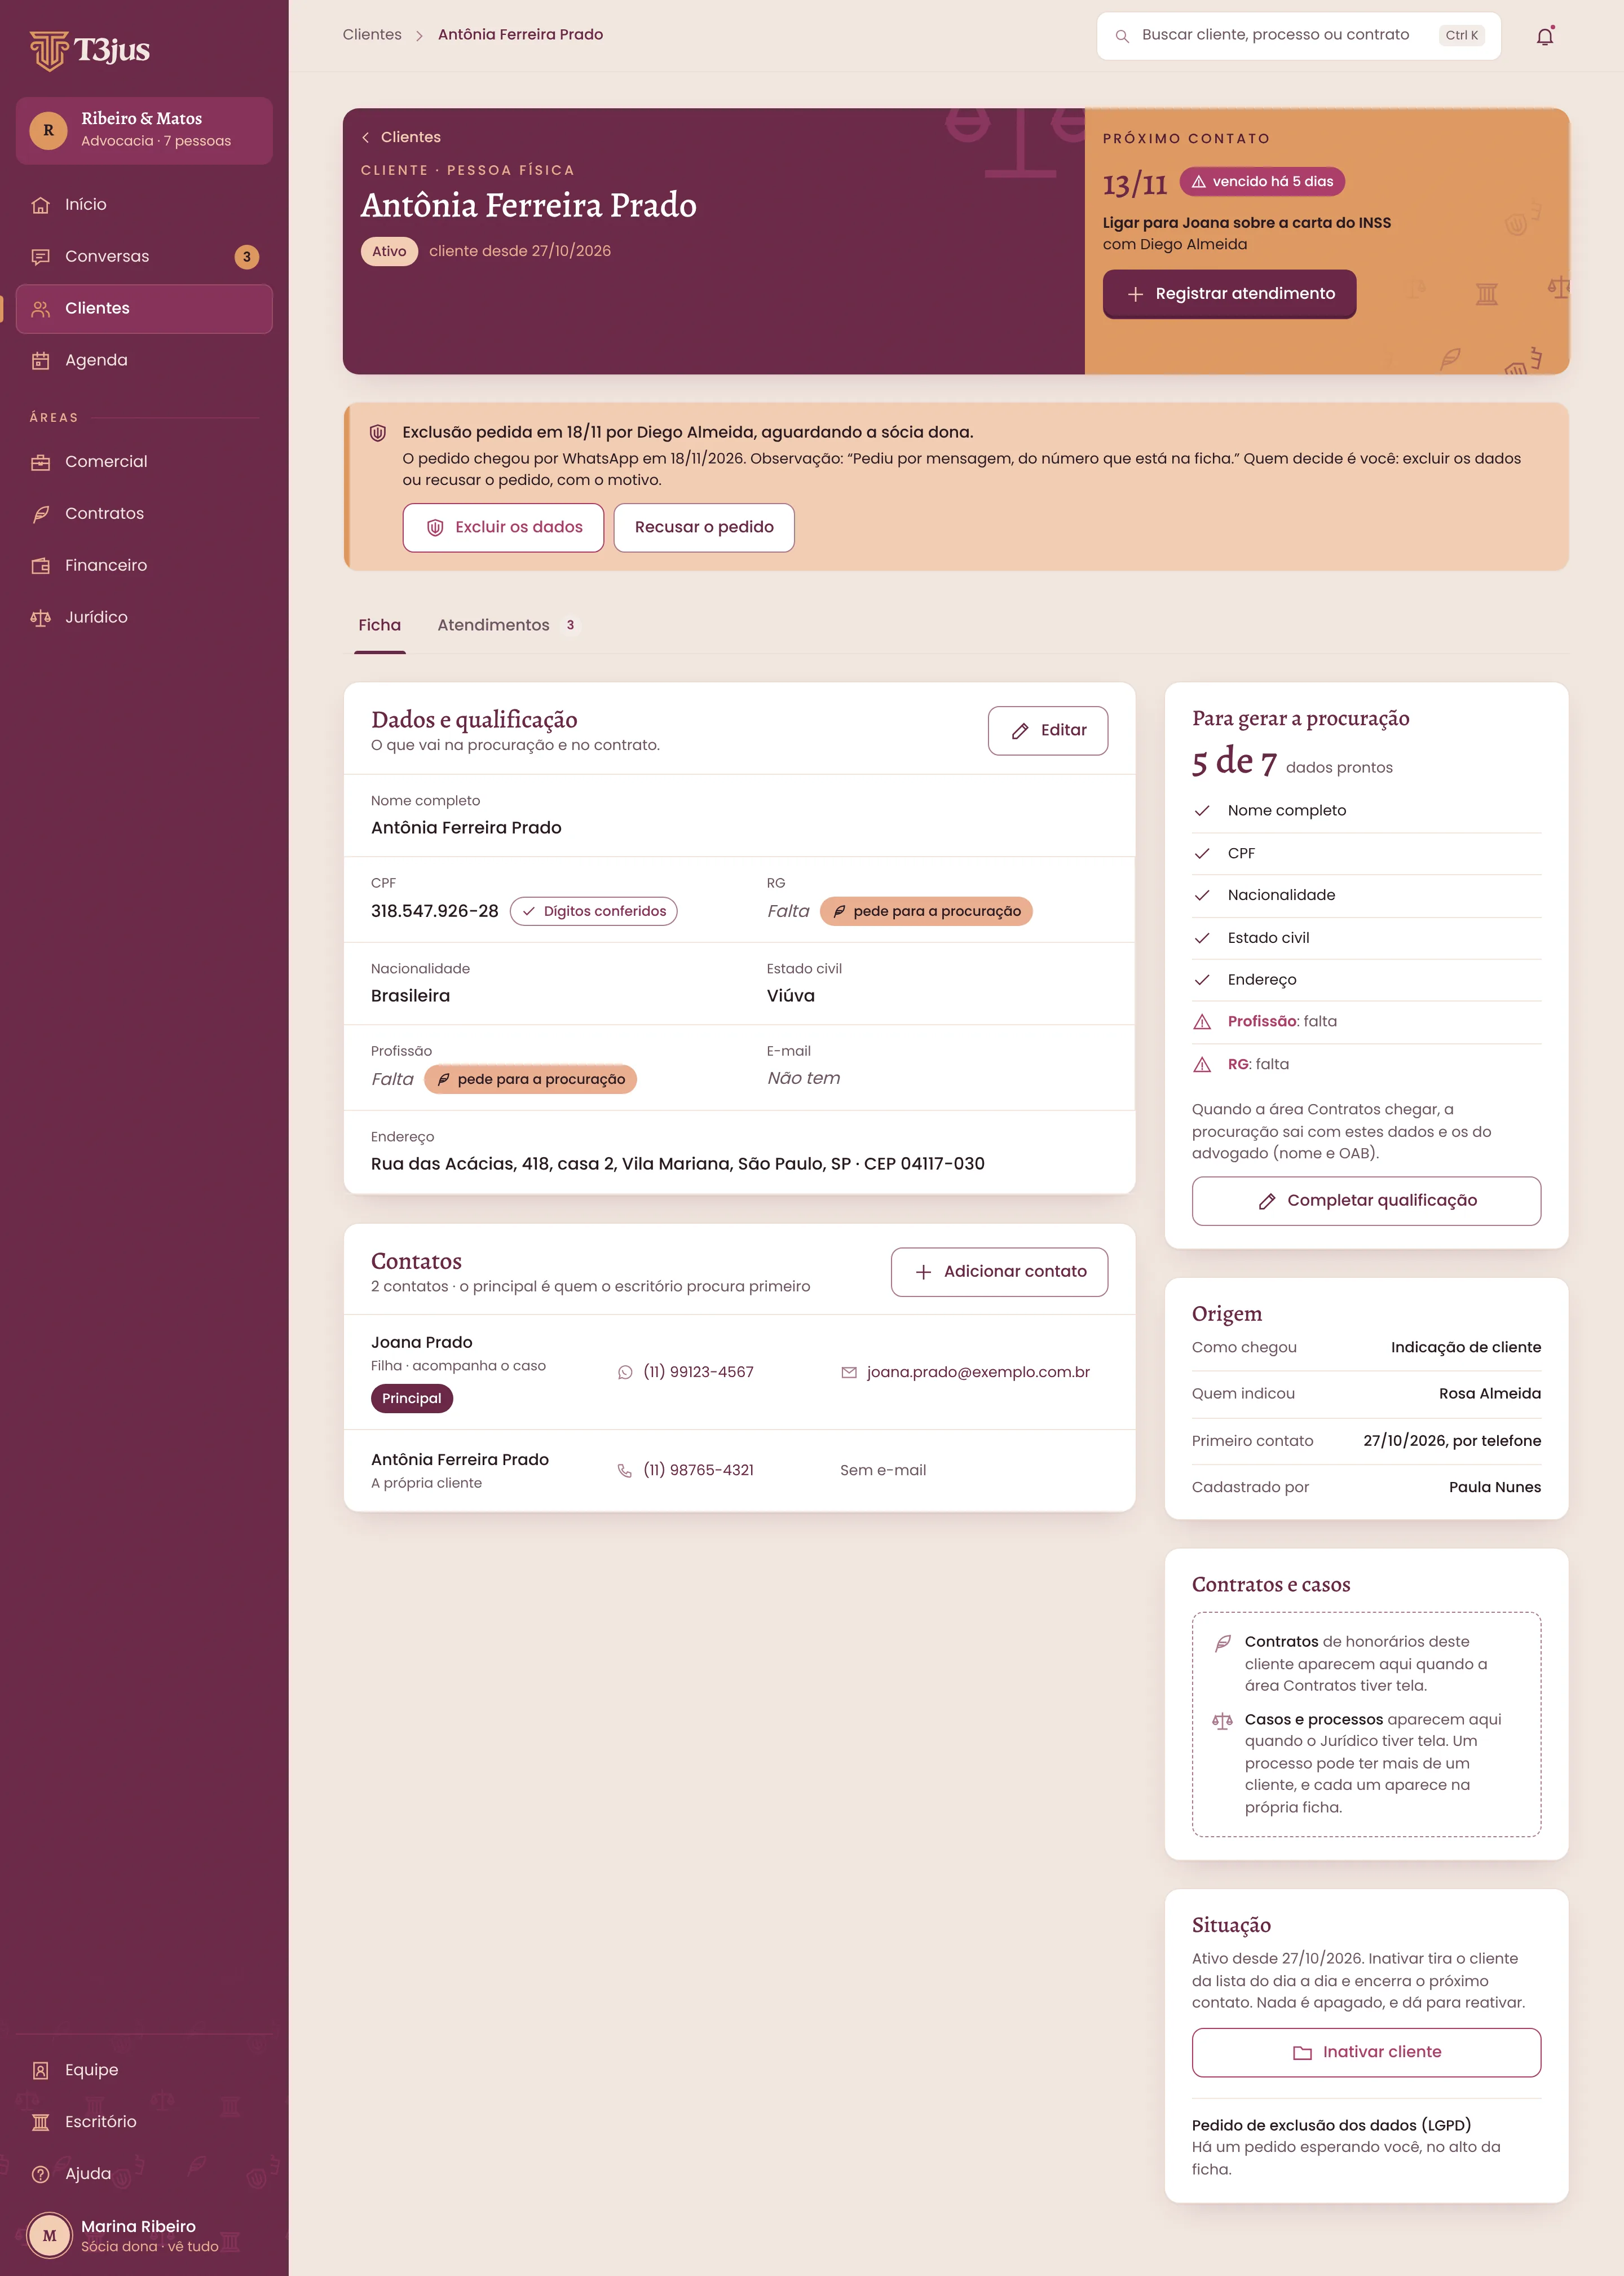 T3jus
R
Ribeiro & Matos
Advocacia · 7 pessoas
Início
Conversas
3
Clientes
Agenda
ÁREAS
Comercial
Contratos
Financeiro
Jurídico
Equipe
Escritório
Ajuda
M
Marina Ribeiro
Sócia dona · vê tudo
Clientes > Antônia Ferreira Prado
Buscar cliente, processo ou contrato
Ctrl K
Clientes
CLIENTE · PESSOA FÍSICA
Antônia Ferreira Prado
Ativo
cliente desde 27/10/2026
PRÓXIMO CONTATO
13/11
vencido há 5 dias
Ligar para Joana sobre a carta do INSS
com Diego Almeida
Registrar atendimento
Exclusão pedida em 18/11 por Diego Almeida, aguardando a sócia dona.
O pedido chegou por WhatsApp em 18/11/2026. Observação: “Pediu por mensagem, do número que está na ficha.” Quem decide é você: excluir os dados
ou recusar o pedido, com o motivo.
Excluir os dados
Recusar o pedido
Ficha
Atendimentos
3
Dados e qualificação
O que vai na procuração e no contrato.
Editar
Nome completo
Antônia Ferreira Prado
CPF
318.547.926-28
Dígitos conferidos
RG
Falta
pede para a procuração
Nacionalidade
Brasileira
Estado civil
Viúva
Profissão
Falta
pede para a procuração
E-mail
Não tem
Endereço
Rua das Acácias, 418, casa 2, Vila Mariana, São Paulo, SP · CEP 04117-030
Contatos
2 contatos · o principal é quem o escritório procura primeiro
Adicionar contato
Joana Prado
Filha · acompanha o caso
Principal
(11) 99123-4567
joana.prado@exemplo.com.br
Antônia Ferreira Prado
A própria cliente
(11) 98765-4321
Sem e-mail
Para gerar a procuração
5 de 7 dados prontos
Nome completo
CPF
Nacionalidade
Estado civil
Endereço
Profissão: falta
RG: falta
Quando a área Contratos chegar, a
procuração sai com estes dados e os do
advogado (nome e OAB).
Completar qualificação
Origem
Como chegou
Indicação de cliente
Quem indicou
Rosa Almeida
Primeiro contato
27/10/2026, por telefone
Cadastrado por
Paula Nunes
Contratos e casos
Contratos de honorários deste
cliente aparecem aqui quando a
área Contratos tiver tela.
Casos e processos aparecem aqui
quando o Jurídico tiver tela. Um
processo pode ter mais de um
cliente, e cada um aparece na
própria ficha.
Situação
Ativo desde 27/10/2026. Inativar tira o cliente
da lista do dia a dia e encerra o próximo
contato. Nada é apagado, e dá para reativar.
Inativar cliente
Pedido de exclusão dos dados (LGPD)
Há um pedido esperando você, no alto da
ficha.